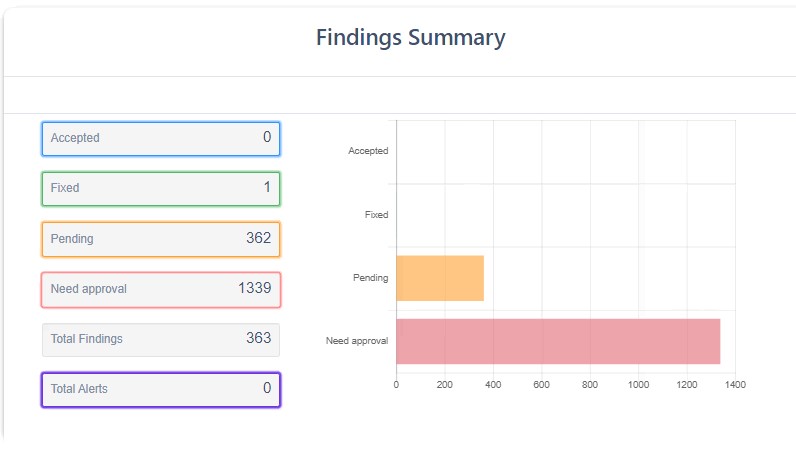 Findings Summary
Accepted 0
Fixed 1
Pending 362
Need approval 1339
Total Findings 363
Total Alerts 0
Accepted
Fixed
Pending
Need approval
0 200 400 600 800 1000 1200 1400